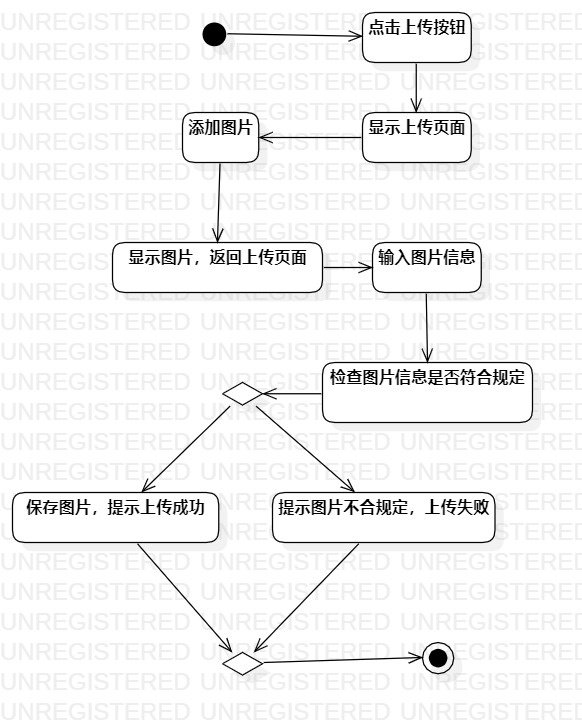 点击上传按钮
添加图片
显示上传页面
显示图片，返回上传页面
输入图片信息
检查图片信息是否符合规定
保存图片，提示上传成功
提示图片不合规定，上传失败
UNREGISTERED